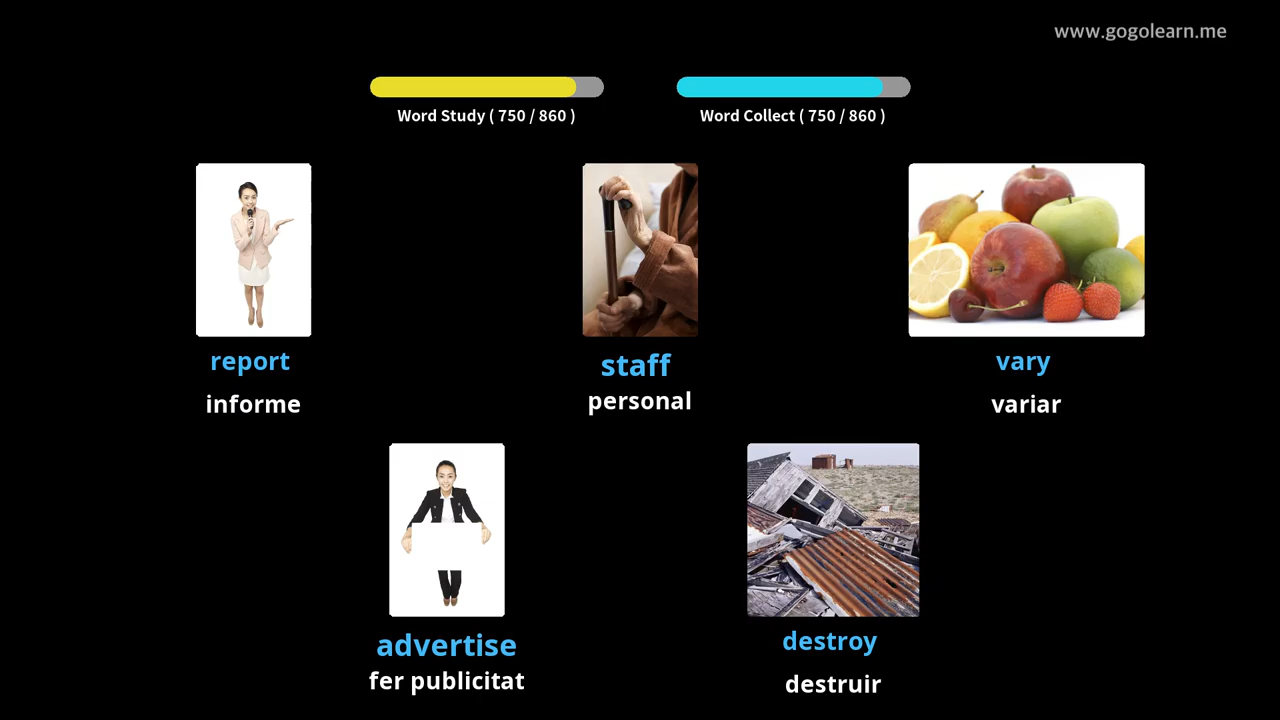 www.gogolearn.me
Word Study ( 750 / 860 )
Word Collect ( 750 / 860 )
report
informe
staff
personal
vary
variar
advertise
fer publicitat
destroy
destruir